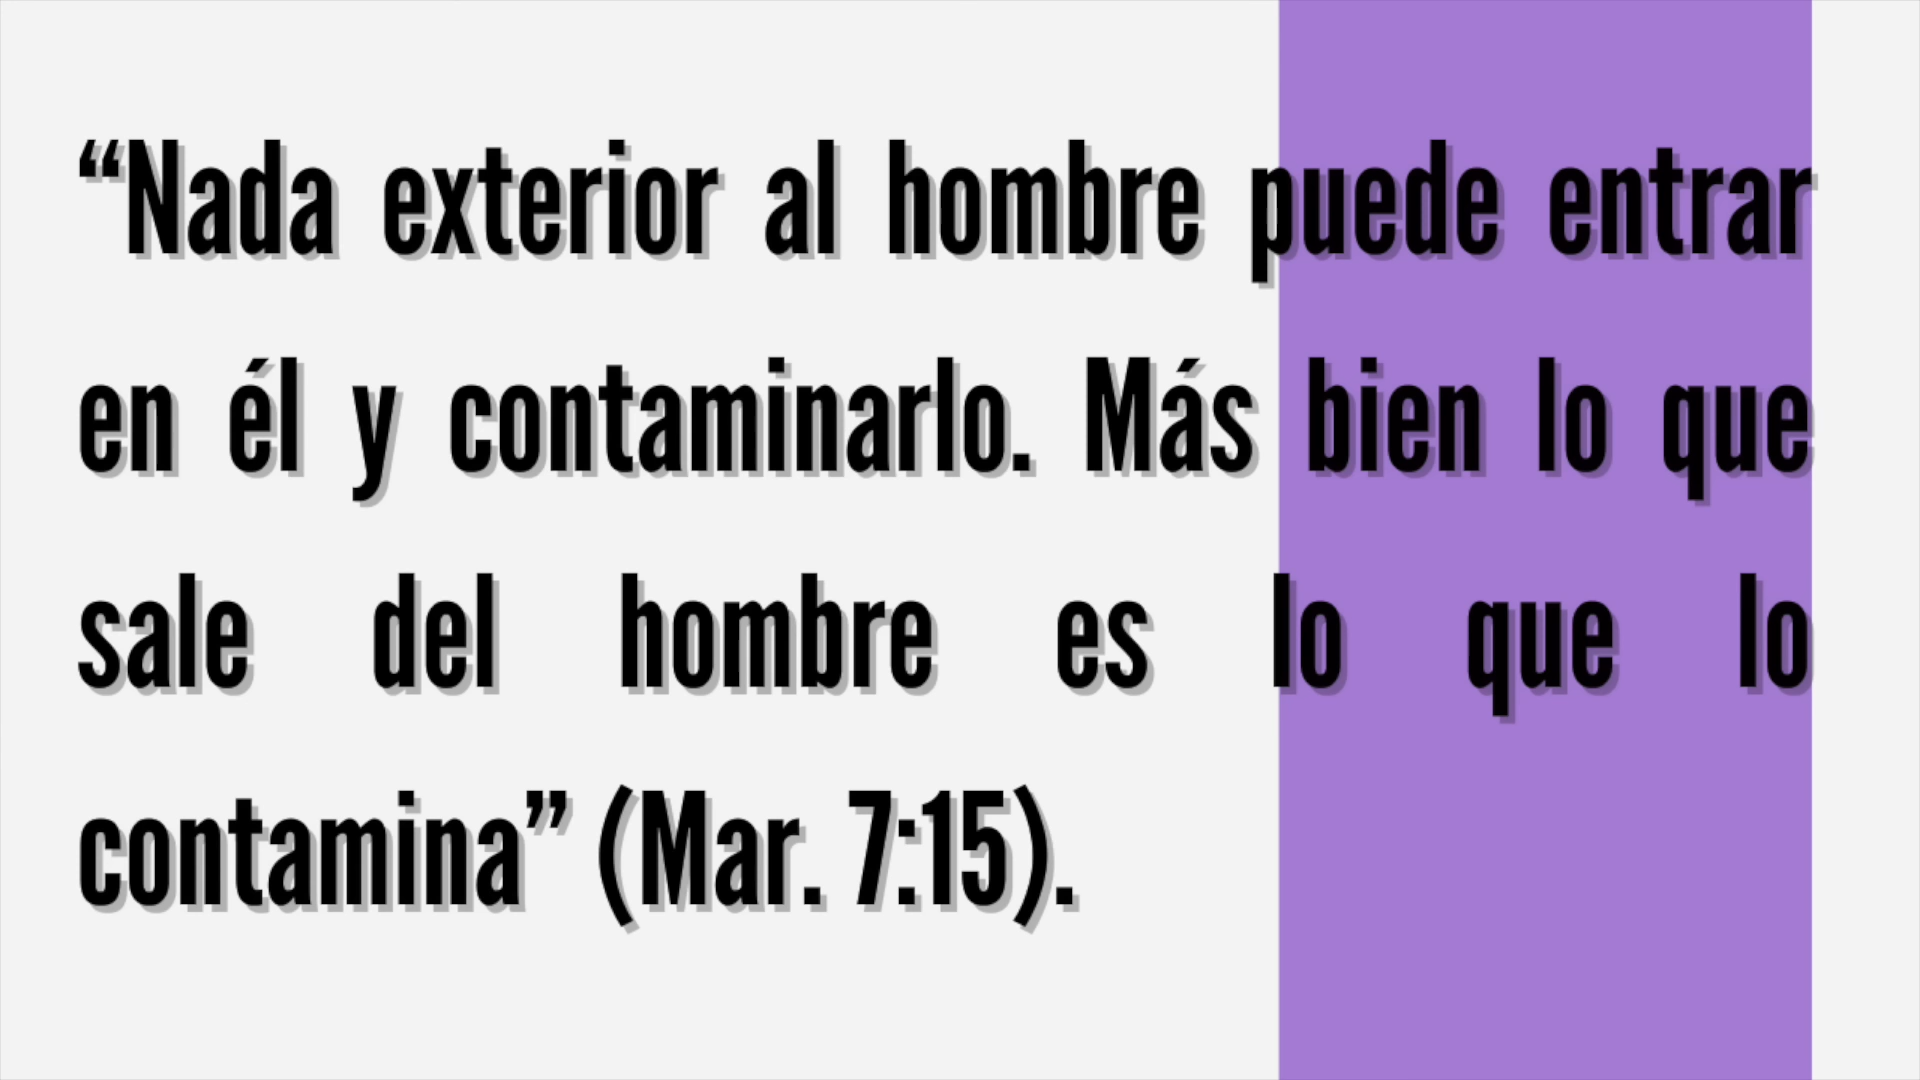 “Nada exterior al hombre puede entrar
en él y contaminarlo. Más bien lo que
sale del hombre es lo que lo
contamina” (Mar. 7:15).